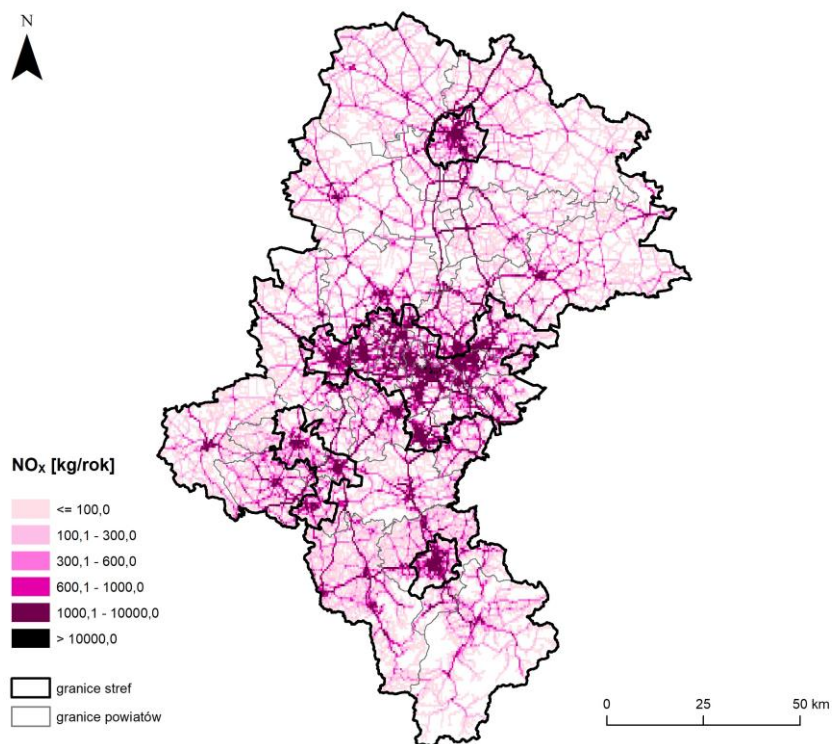 N
NOx [kg/rok]
<= 100,0
100,1 - 300,0
300,1 - 600,0
600,1 - 1000,0
1000,1 - 10000,0
> 10000,0
granice stref
granice powiatów
0 25 50 km